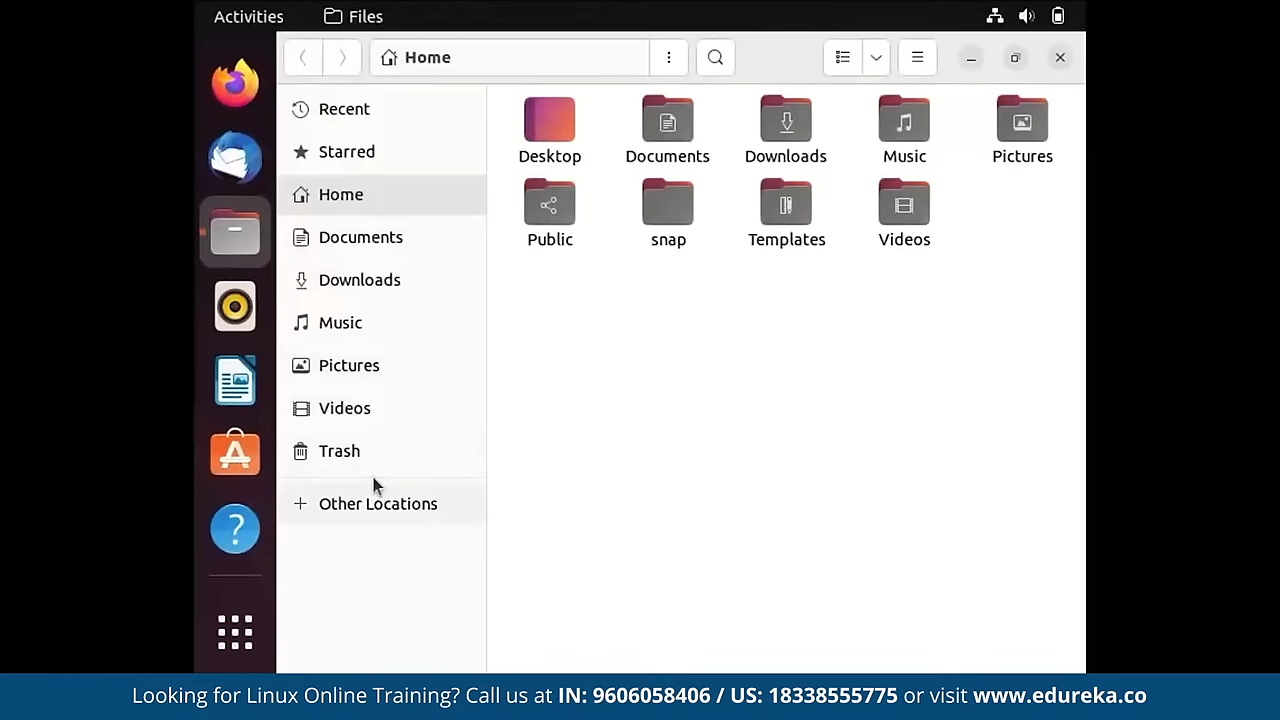 Activities
Files
Home
Recent
Starred
Home
Documents
Downloads
Music
Pictures
Videos
Trash
Other Locations
Desktop
Documents
Downloads
Music
Pictures
Public
snap
Templates
Videos
Looking for Linux Online Training? Call us at IN: 9606058406 / US: 18338555775 or visit www.edureka.co